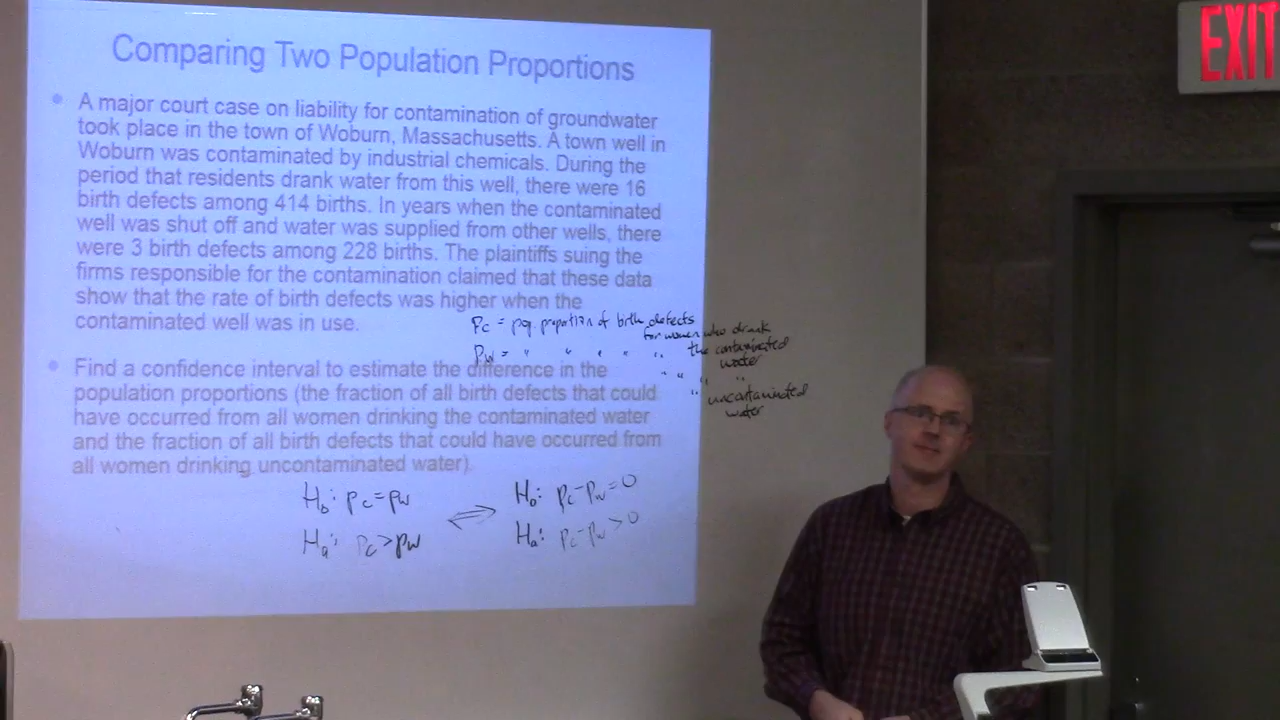 Comparing Two Population Proportions
EXIT
A major court case on liability for contamination of groundwater
took place in the town of Woburn, Massachusetts. A town well in
Woburn was contaminated by industrial chemicals. During the
period that residents drank water from this well, there were 16
birth defects among 414 births. In years when the contaminated
well was shut off and water was supplied from other wells, there
were 3 birth defects among 228 births. The plaintiffs suing the
firms responsible for the contamination claimed that these data
show that the rate of birth defects was higher when the
contaminated well was in use.
Pc = pop. proportion of birth defects
for women who drank
the contaminated
water
Pw = " " " " "
" " " "
" uncontaminated
water
Find a confidence interval to estimate the difference in the
population proportions (the fraction of all birth defects that could
have occurred from all women drinking the contaminated water
and the fraction of all birth defects that could have occurred from
all women drinking uncontaminated water).
H₀: Pc = Pw ⟺ H₀: Pc - Pw = 0
Hₐ: Pc > Pw Hₐ: Pc - Pw > 0